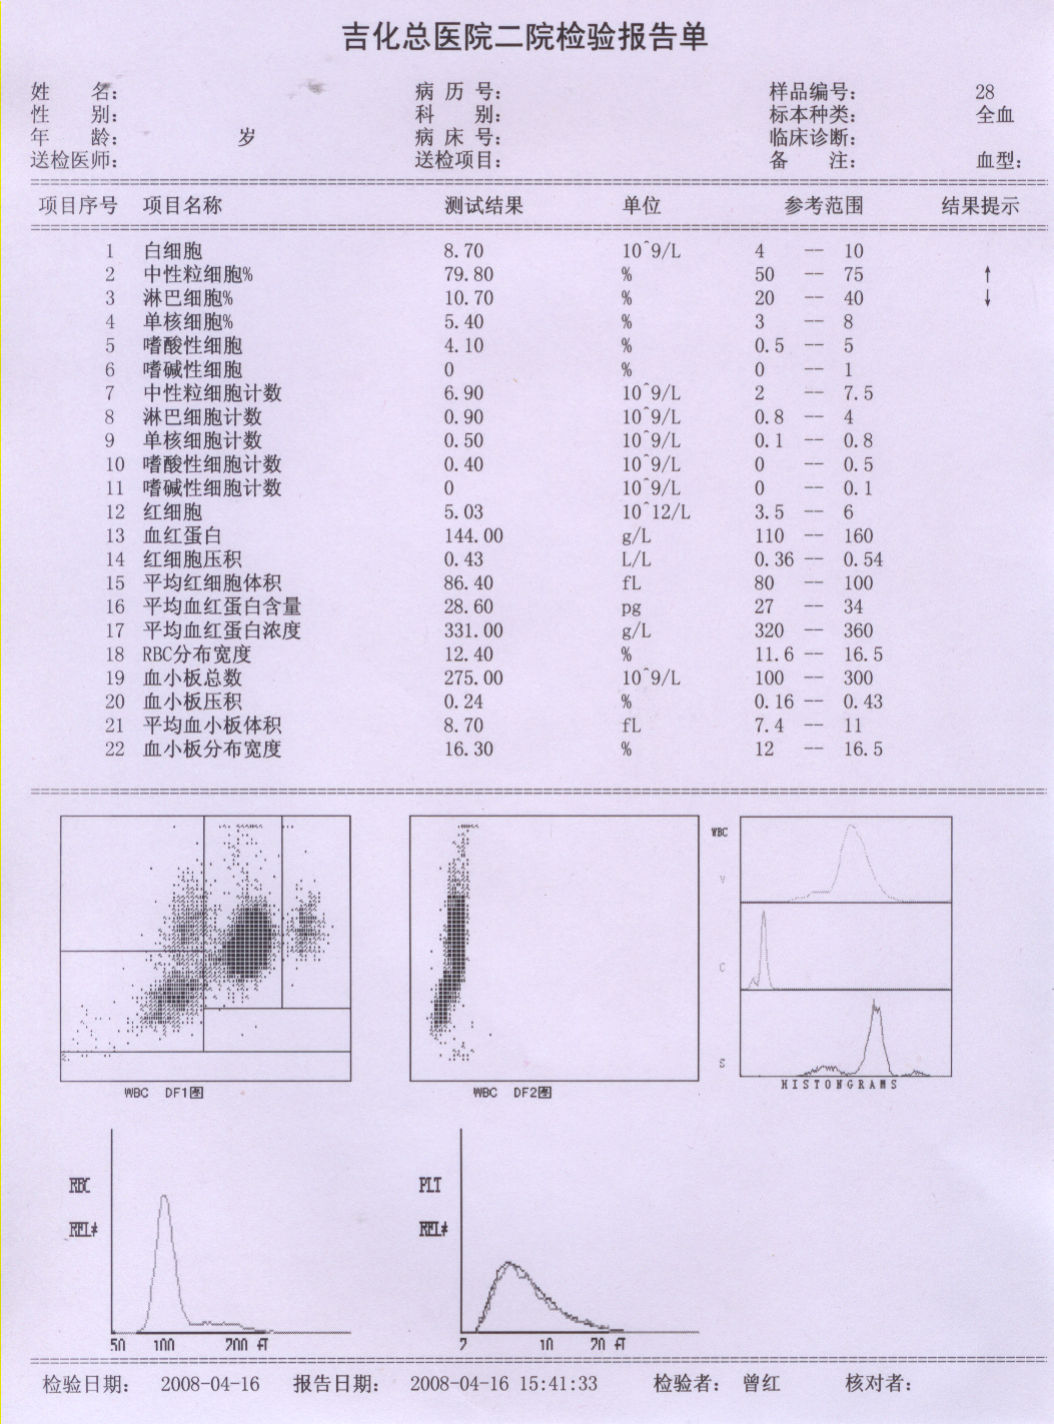 吉化总医院二院检验报告单
姓 名: 病 历 号: 样品编号: 28
性 别: 科 别: 标本种类: 全血
年 龄: 岁 病 床 号: 临床诊断:
送检医师: 送检项目: 备 注: 血型:
项目序号 项目名称 测试结果 单位 参考范围 结果提示
1 白细胞 8.70 10^9/L 4 -- 10
2 中性粒细胞% 79.80 % 50 -- 75 ↑
3 淋巴细胞% 10.70 % 20 -- 40 ↓
4 单核细胞% 5.40 % 3 -- 8
5 嗜酸性细胞 4.10 % 0.5 -- 5
6 嗜碱性细胞 0 % 0 -- 1
7 中性粒细胞计数 6.90 10^9/L 2 -- 7.5
8 淋巴细胞计数 0.90 10^9/L 0.8 -- 4
9 单核细胞计数 0.50 10^9/L 0.1 -- 0.8
10 嗜酸性细胞计数 0.40 10^9/L 0 -- 0.5
11 嗜碱性细胞计数 0 10^9/L 0 -- 0.1
12 红细胞 5.03 10^12/L 3.5 -- 6
13 血红蛋白 144.00 g/L 110 -- 160
14 红细胞压积 0.43 L/L 0.36 -- 0.54
15 平均红细胞体积 86.40 fL 80 -- 100
16 平均血红蛋白含量 28.60 pg 27 -- 34
17 平均血红蛋白浓度 331.00 g/L 320 -- 360
18 RBC分布宽度 12.40 % 11.6 -- 16.5
19 血小板总数 275.00 10^9/L 100 -- 300
20 血小板压积 0.24 % 0.16 -- 0.43
21 平均血小板体积 8.70 fL 7.4 -- 11
22 血小板分布宽度 16.30 % 12 -- 16.5
WBC
V
C
S
HISTONGRAMS
WBC DF1图 WBC DF2图
RBC PLT
REL# REL#
50 100 200 fl 2 10 20 fl
检验日期: 2008-04-16 报告日期: 2008-04-16 15:41:33 检验者: 曾红 核对者: